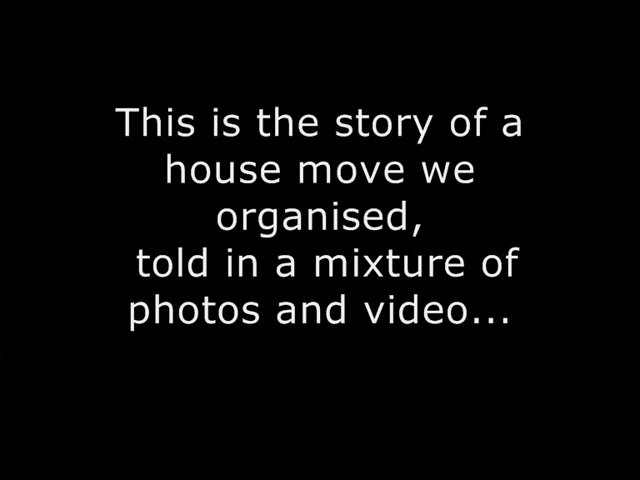 This is the story of a
house move we
organised,
told in a mixture of
photos and video...